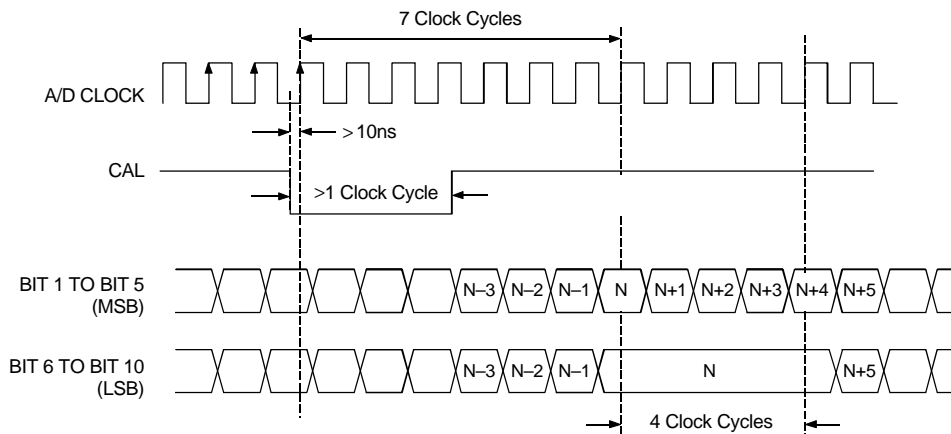 7 Clock Cycles
A/D CLOCK
>10ns
CAL
>1 Clock Cycle
BIT 1 TO BIT 5
(MSB)
N–3 N–2 N–1 N N+1 N+2 N+3 N+4 N+5
BIT 6 TO BIT 10
(LSB)
N–3 N–2 N–1 N N+5
4 Clock Cycles